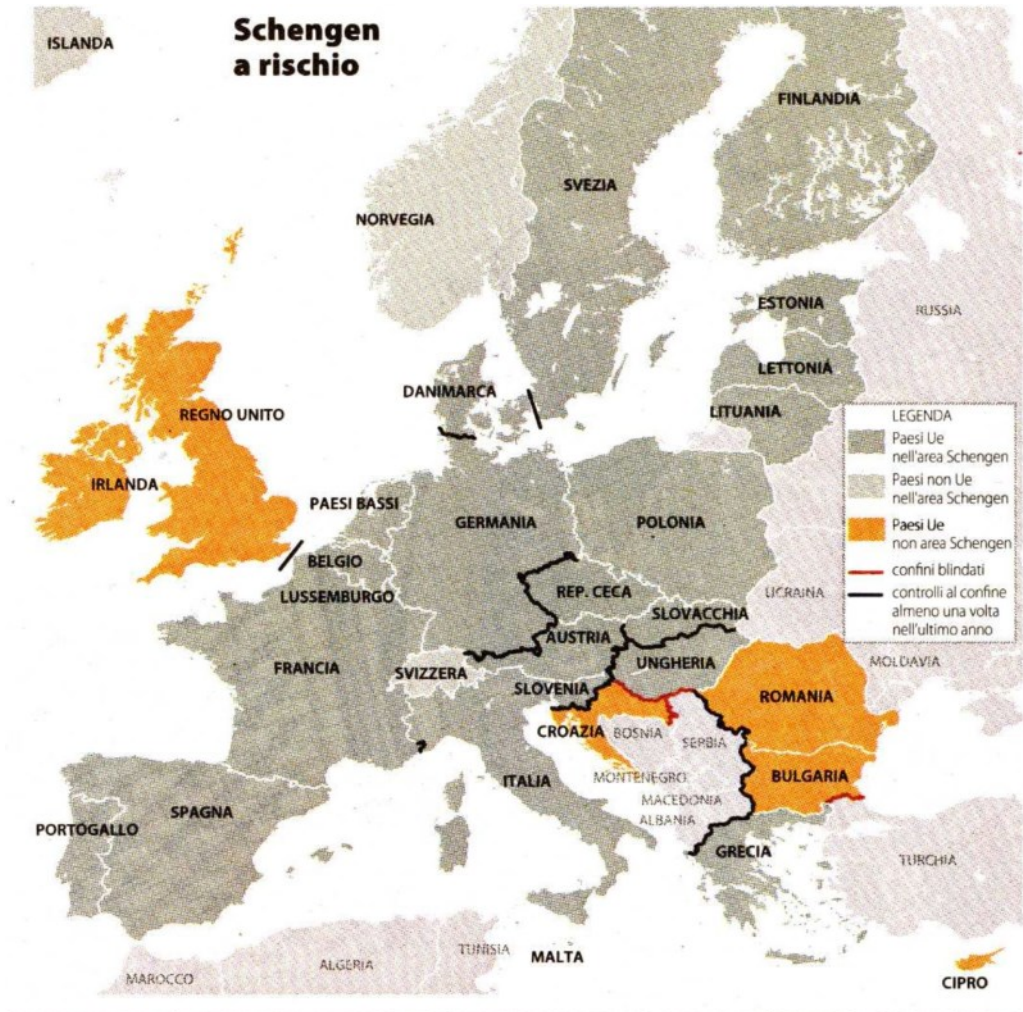 Schengen
a rischio
ISLANDA
FINLANDIA
SVEZIA
NORVEGIA
ESTONIA
RUSSIA
LETTONIA
DANIMARCA
LITUANIA
REGNO UNITO
LEGENDA
Paesi Ue
nell'area Schengen
Paesi non Ue
nell'area Schengen
Paesi Ue
non area Schengen
confini blindati
controlli al confine
almeno una volta
nell'ultimo anno
IRLANDA
PAESI BASSI
GERMANIA
POLONIA
BELGIO
REP. CECA
UCRAINA
LUSSEMBURGO
SLOVACCHIA
AUSTRIA
FRANCIA
SVIZZERA
UNGHERIA
MOLDAVIA
SLOVENIA
ROMANIA
CROAZIA
BOSNIA
SERBIA
ITALIA
MONTENEGRO
BULGARIA
MACEDONIA
SPAGNA
ALBANIA
PORTOGALLO
GRECIA
TURCHIA
TUNISIA
MALTA
ALGERIA
MAROCCO
CIPRO